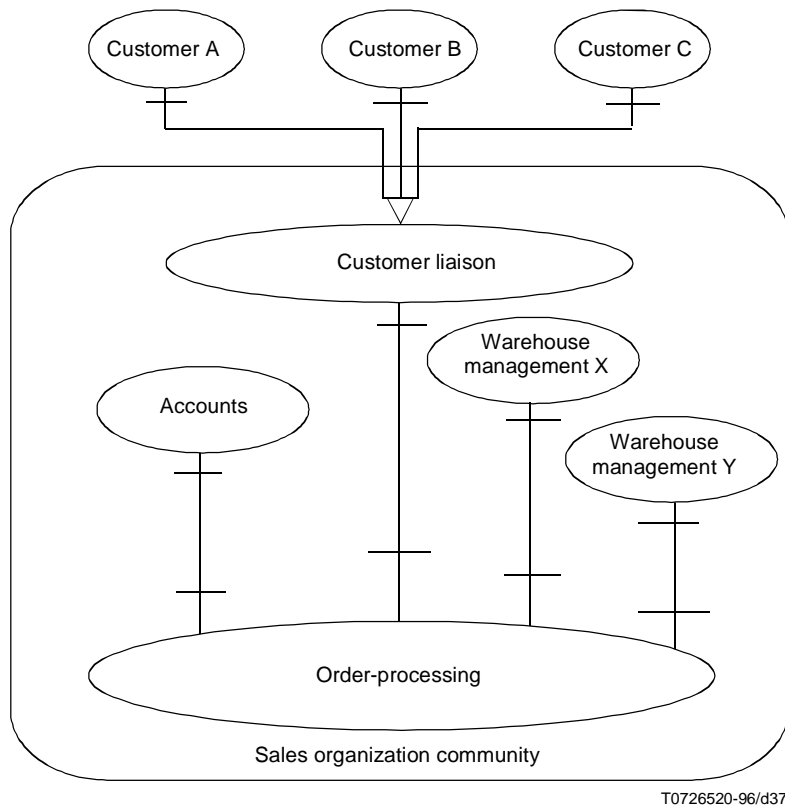 Customer A
Customer B
Customer C
Customer liaison
Warehouse
management X
Accounts
Warehouse
management Y
Order-processing
Sales organization community
T0726520-96/d37